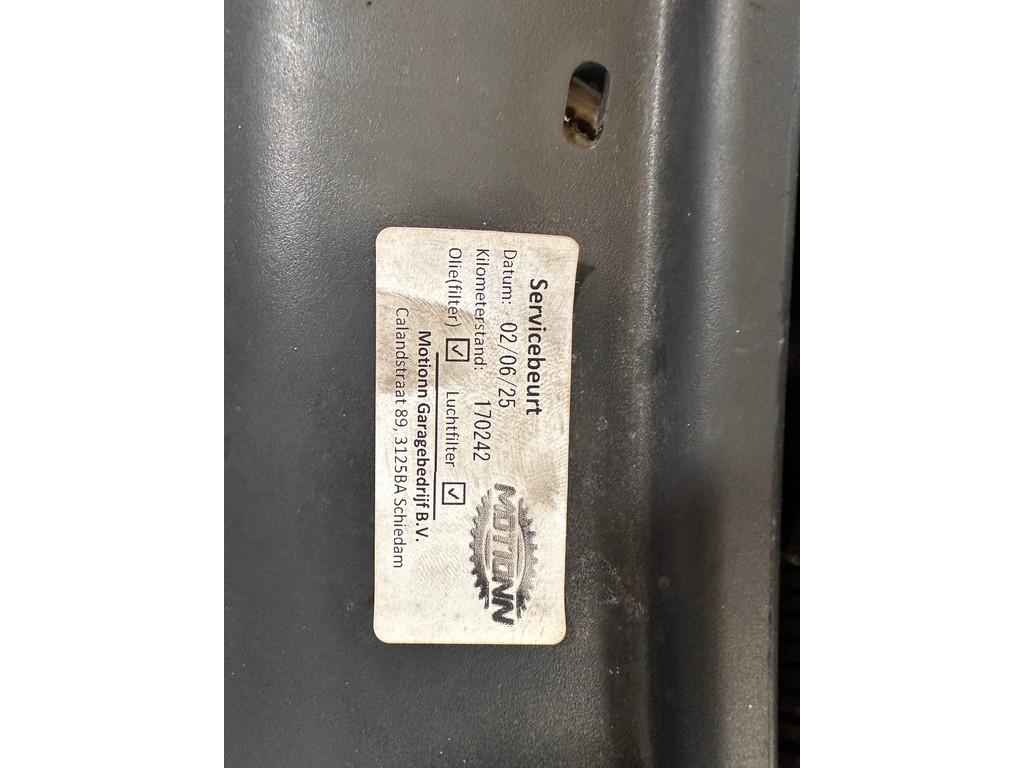 Servicebeurt
Datum: 02/06/25
Kilometerstand: 170242
Olie(filter) ☑ Luchtfilter ☑
Motionn Garagebedrijf B.V.
Calandstraat 89, 3125BA Schiedam
MOTIONN